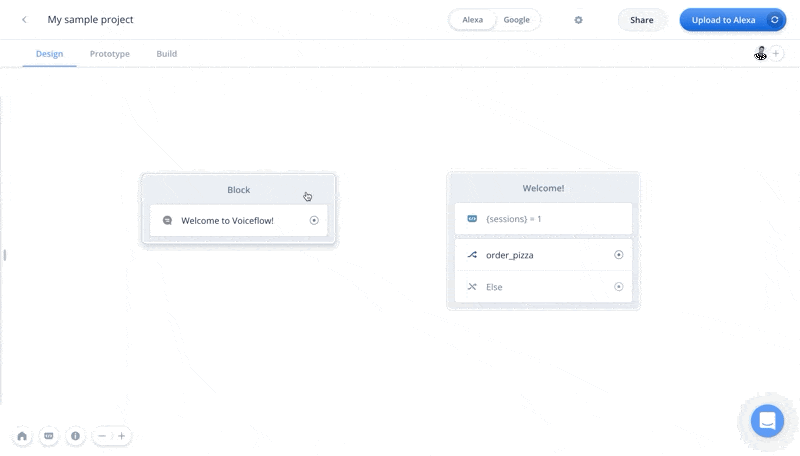 My sample project
Alexa Google
Share
Upload to Alexa
Design Prototype Build
Block
Welcome to Voiceflow!
Welcome!
{sessions} = 1
order_pizza
Else